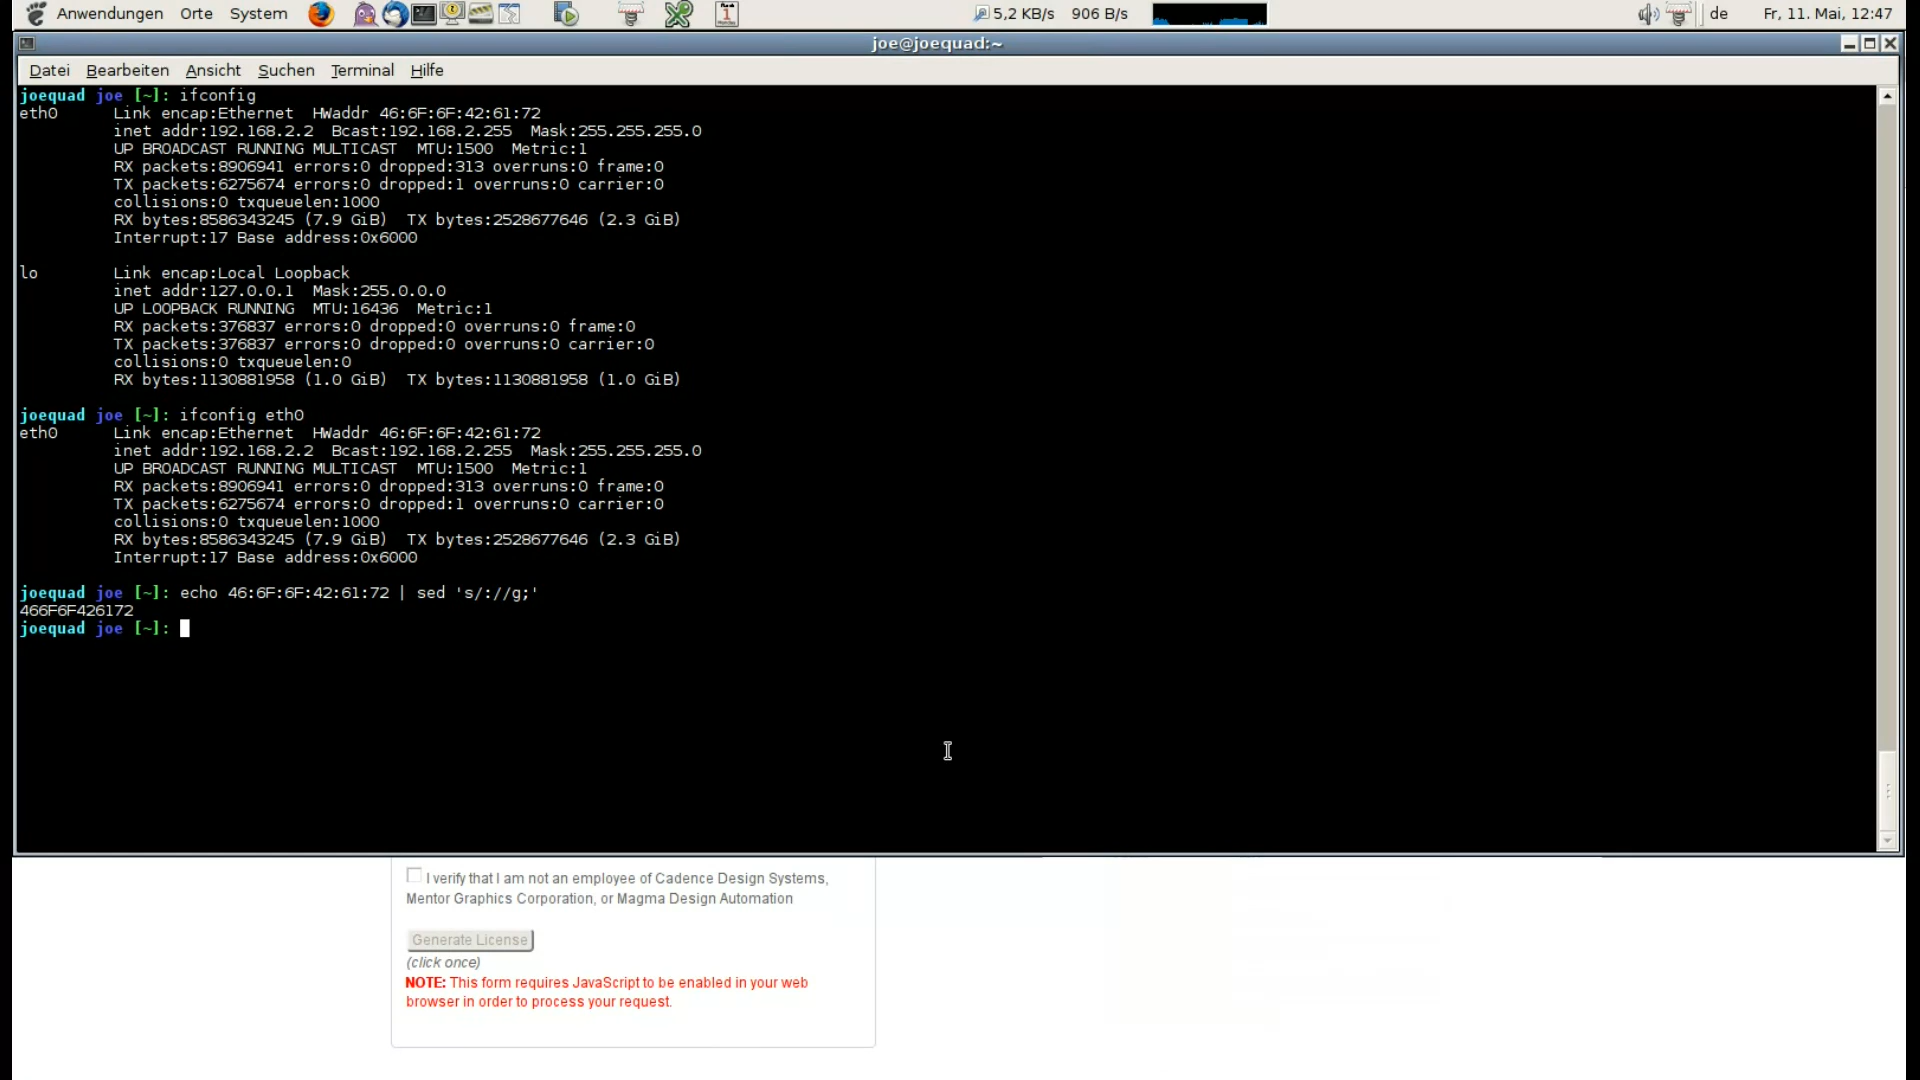 Anwendungen Orte System 5,2 KB/s 906 B/s de Fr, 11. Mai, 12:47
joe@joequad:~
Datei Bearbeiten Ansicht Suchen Terminal Hilfe
joequad joe [~]: ifconfig
eth0 Link encap:Ethernet HWaddr 46:6F:6F:42:61:72
inet addr:192.168.2.2 Bcast:192.168.2.255 Mask:255.255.255.0
UP BROADCAST RUNNING MULTICAST MTU:1500 Metric:1
RX packets:8906941 errors:0 dropped:313 overruns:0 frame:0
TX packets:6275674 errors:0 dropped:1 overruns:0 carrier:0
collisions:0 txqueuelen:1000
RX bytes:8586343245 (7.9 GiB) TX bytes:2528677646 (2.3 GiB)
Interrupt:17 Base address:0x6000
lo Link encap:Local Loopback
inet addr:127.0.0.1 Mask:255.0.0.0
UP LOOPBACK RUNNING MTU:16436 Metric:1
RX packets:376837 errors:0 dropped:0 overruns:0 frame:0
TX packets:376837 errors:0 dropped:0 overruns:0 carrier:0
collisions:0 txqueuelen:0
RX bytes:1130881958 (1.0 GiB) TX bytes:1130881958 (1.0 GiB)
joequad joe [~]: ifconfig eth0
eth0 Link encap:Ethernet HWaddr 46:6F:6F:42:61:72
inet addr:192.168.2.2 Bcast:192.168.2.255 Mask:255.255.255.0
UP BROADCAST RUNNING MULTICAST MTU:1500 Metric:1
RX packets:8906941 errors:0 dropped:313 overruns:0 frame:0
TX packets:6275674 errors:0 dropped:1 overruns:0 carrier:0
collisions:0 txqueuelen:1000
RX bytes:8586343245 (7.9 GiB) TX bytes:2528677646 (2.3 GiB)
Interrupt:17 Base address:0x6000
joequad joe [~]: echo 46:6F:6F:42:61:72 | sed 's/://g;'
466F6F426172
joequad joe [~]:
I verify that I am not an employee of Cadence Design Systems,
Mentor Graphics Corporation, or Magma Design Automation
Generate License
(click once)
NOTE: This form requires JavaScript to be enabled in your web
browser in order to process your request.